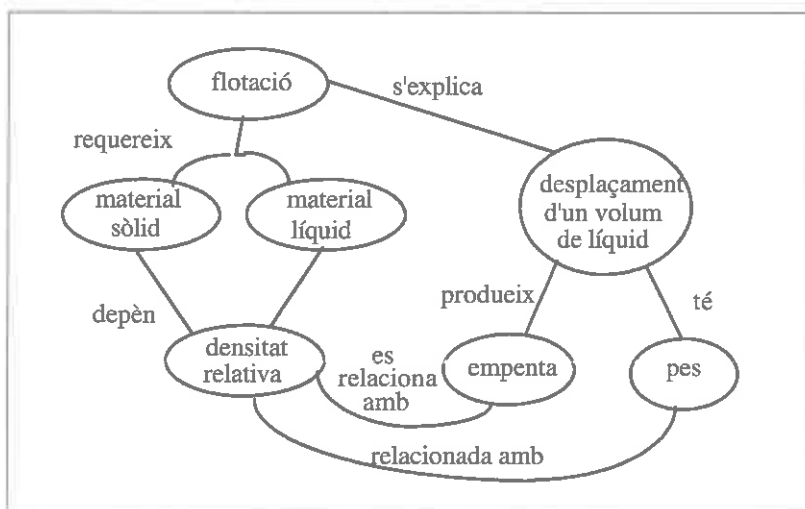 flotació
s'explica
requereix
material
sòlid
material
líquid
desplaçament
d'un volum
de líquid
produeix
té
depèn
densitat
relativa
es
relaciona
amb
empenta
pes
relacionada amb